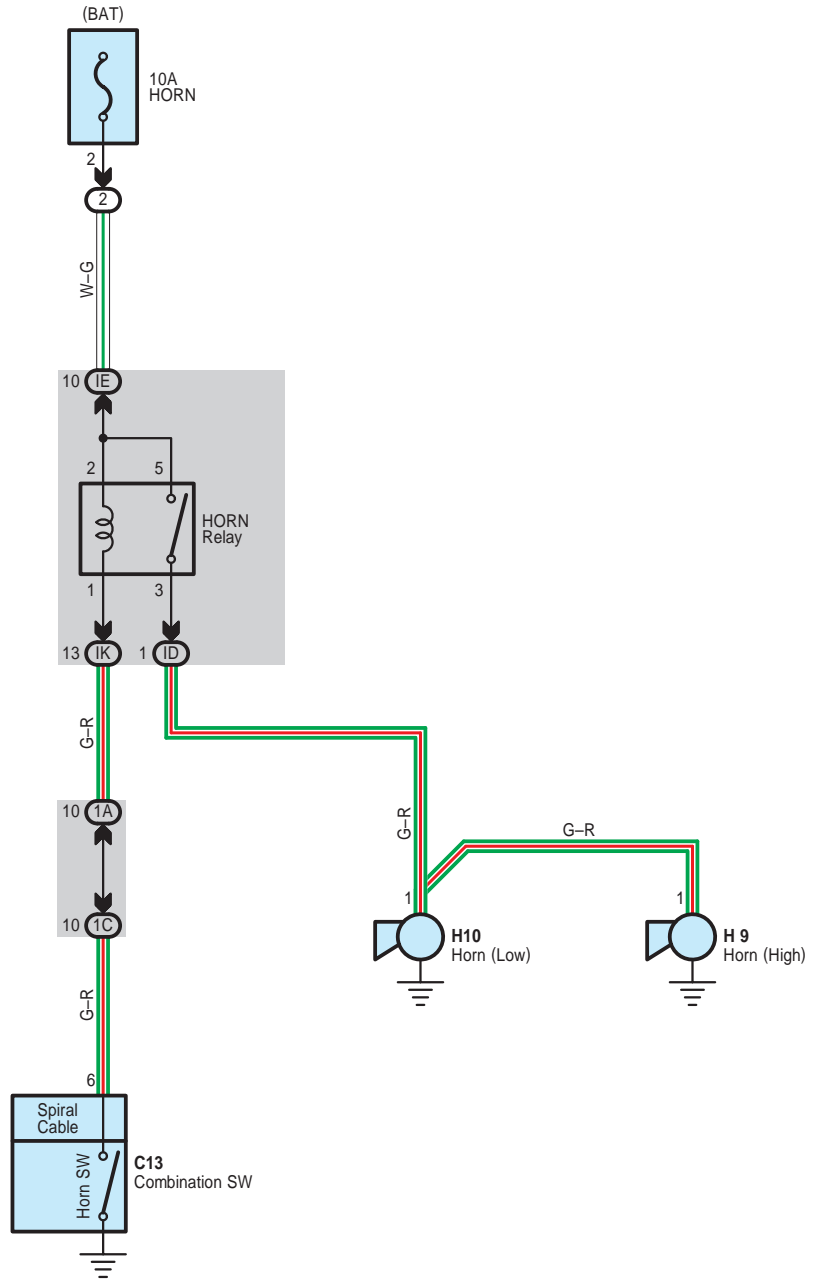 (BAT)
10A
HORN
2
2
W–G
10 IE
2 5
HORN
Relay
1 3
13 IK 1 ID
G–R
10 1A
G–R
G–R
1
1
10 1C
H10
Horn (Low)
H 9
Horn (High)
G–R
6
Spiral
Cable
Horn SW
C13
Combination SW